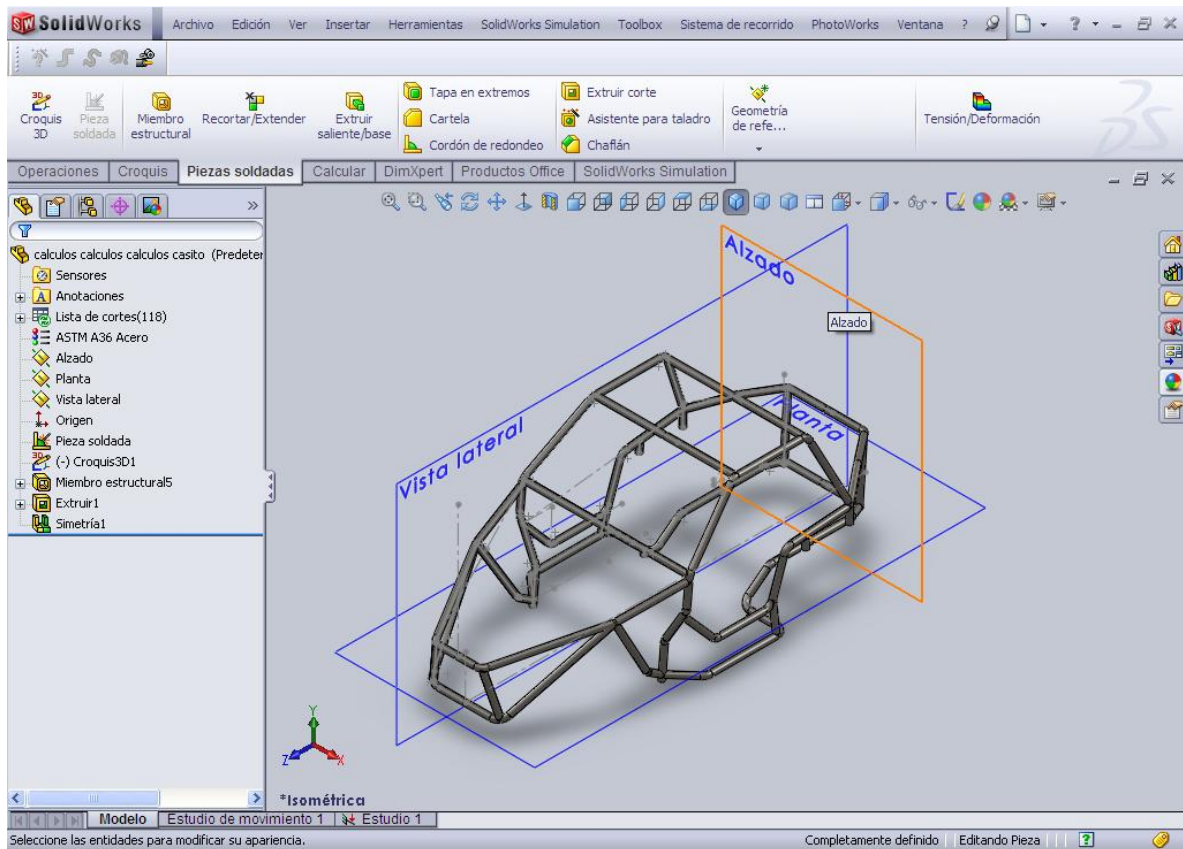 SolidWorks Archivo Edición Ver Insertar Herramientas SolidWorks Simulation Toolbox Sistema de recorrido PhotoWorks Ventana ?
Croquis 3D
Pieza soldada
Miembro estructural
Recortar/Extender
Extruir saliente/base
Tapa en extremos
Cartela
Cordón de redondeo
Extruir corte
Asistente para taladro
Chaflán
Geometría de refe...
Tensión/Deformación
Operaciones Croquis Piezas soldadas Calcular DimXpert Productos Office SolidWorks Simulation
calculos calculos calculos casito (Predeter
Sensores
Anotaciones
Lista de cortes(118)
ASTM A36 Acero
Alzado
Planta
Vista lateral
Origen
Pieza soldada
(-) Croquis3D1
Miembro estructural5
Extruir1
Simetría1
Alzado
Alzado
Planta
Vista lateral
Y
Z
X
*Isométrica
Modelo Estudio de movimiento 1 Estudio 1
Seleccione las entidades para modificar su apariencia. Completamente definido Editando Pieza